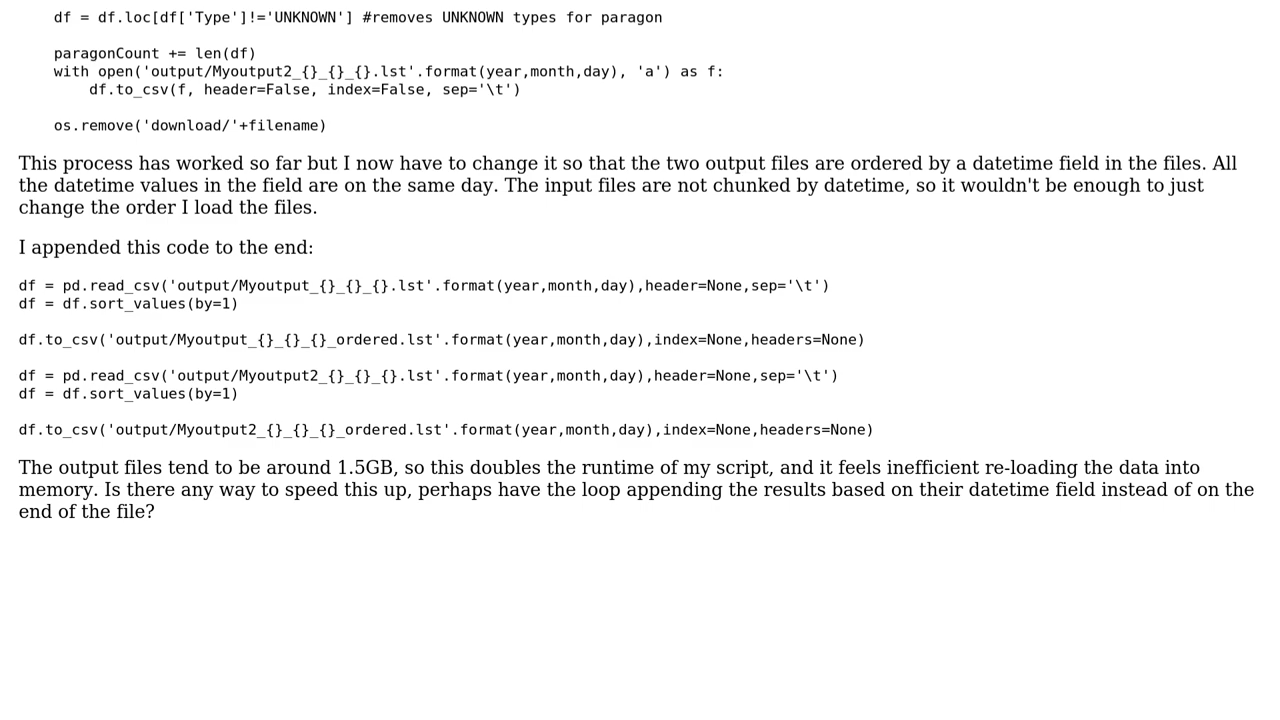 df = df.loc[df['Type']!='UNKNOWN'] #removes UNKNOWN types for paragon
paragonCount += len(df)
with open('output/Myoutput2_{}_{}_{}.lst'.format(year,month,day), 'a') as f:
df.to_csv(f, header=False, index=False, sep='\t')
os.remove('download/'+filename)
This process has worked so far but I now have to change it so that the two output files are ordered by a datetime field in the files. All
the datetime values in the field are on the same day. The input files are not chunked by datetime, so it wouldn't be enough to just
change the order I load the files.
I appended this code to the end:
df = pd.read_csv('output/Myoutput_{}_{}_{}.lst'.format(year,month,day),header=None,sep='\t')
df = df.sort_values(by=1)
df.to_csv('output/Myoutput_{}_{}_{}_ordered.lst'.format(year,month,day),index=None,headers=None)
df = pd.read_csv('output/Myoutput2_{}_{}_{}.lst'.format(year,month,day),header=None,sep='\t')
df = df.sort_values(by=1)
df.to_csv('output/Myoutput2_{}_{}_{}_ordered.lst'.format(year,month,day),index=None,headers=None)
The output files tend to be around 1.5GB, so this doubles the runtime of my script, and it feels inefficient re-loading the data into
memory. Is there any way to speed this up, perhaps have the loop appending the results based on their datetime field instead of on the
end of the file?